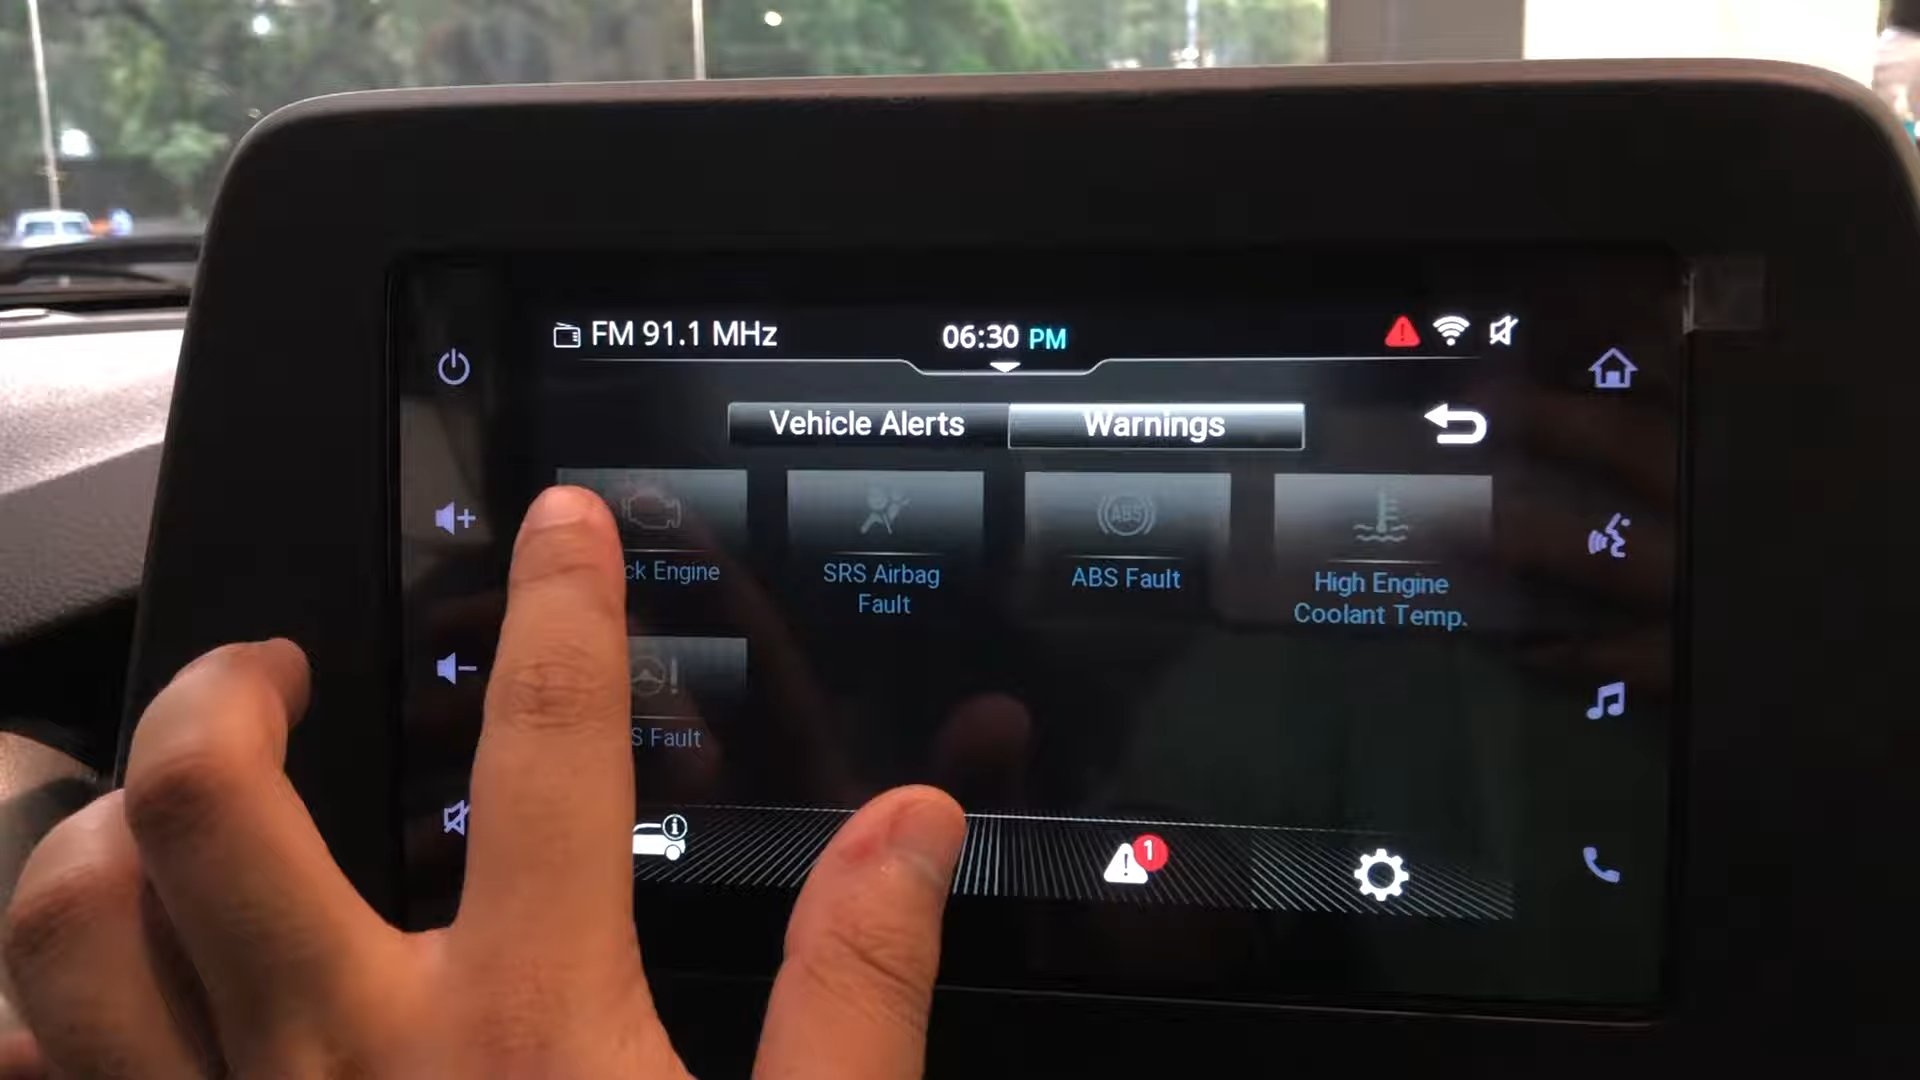 FM 91.1 MHz
06:30 PM
Vehicle Alerts
Warnings
ck Engine
SRS Airbag
Fault
ABS
ABS Fault
High Engine
Coolant Temp.
S Fault
1